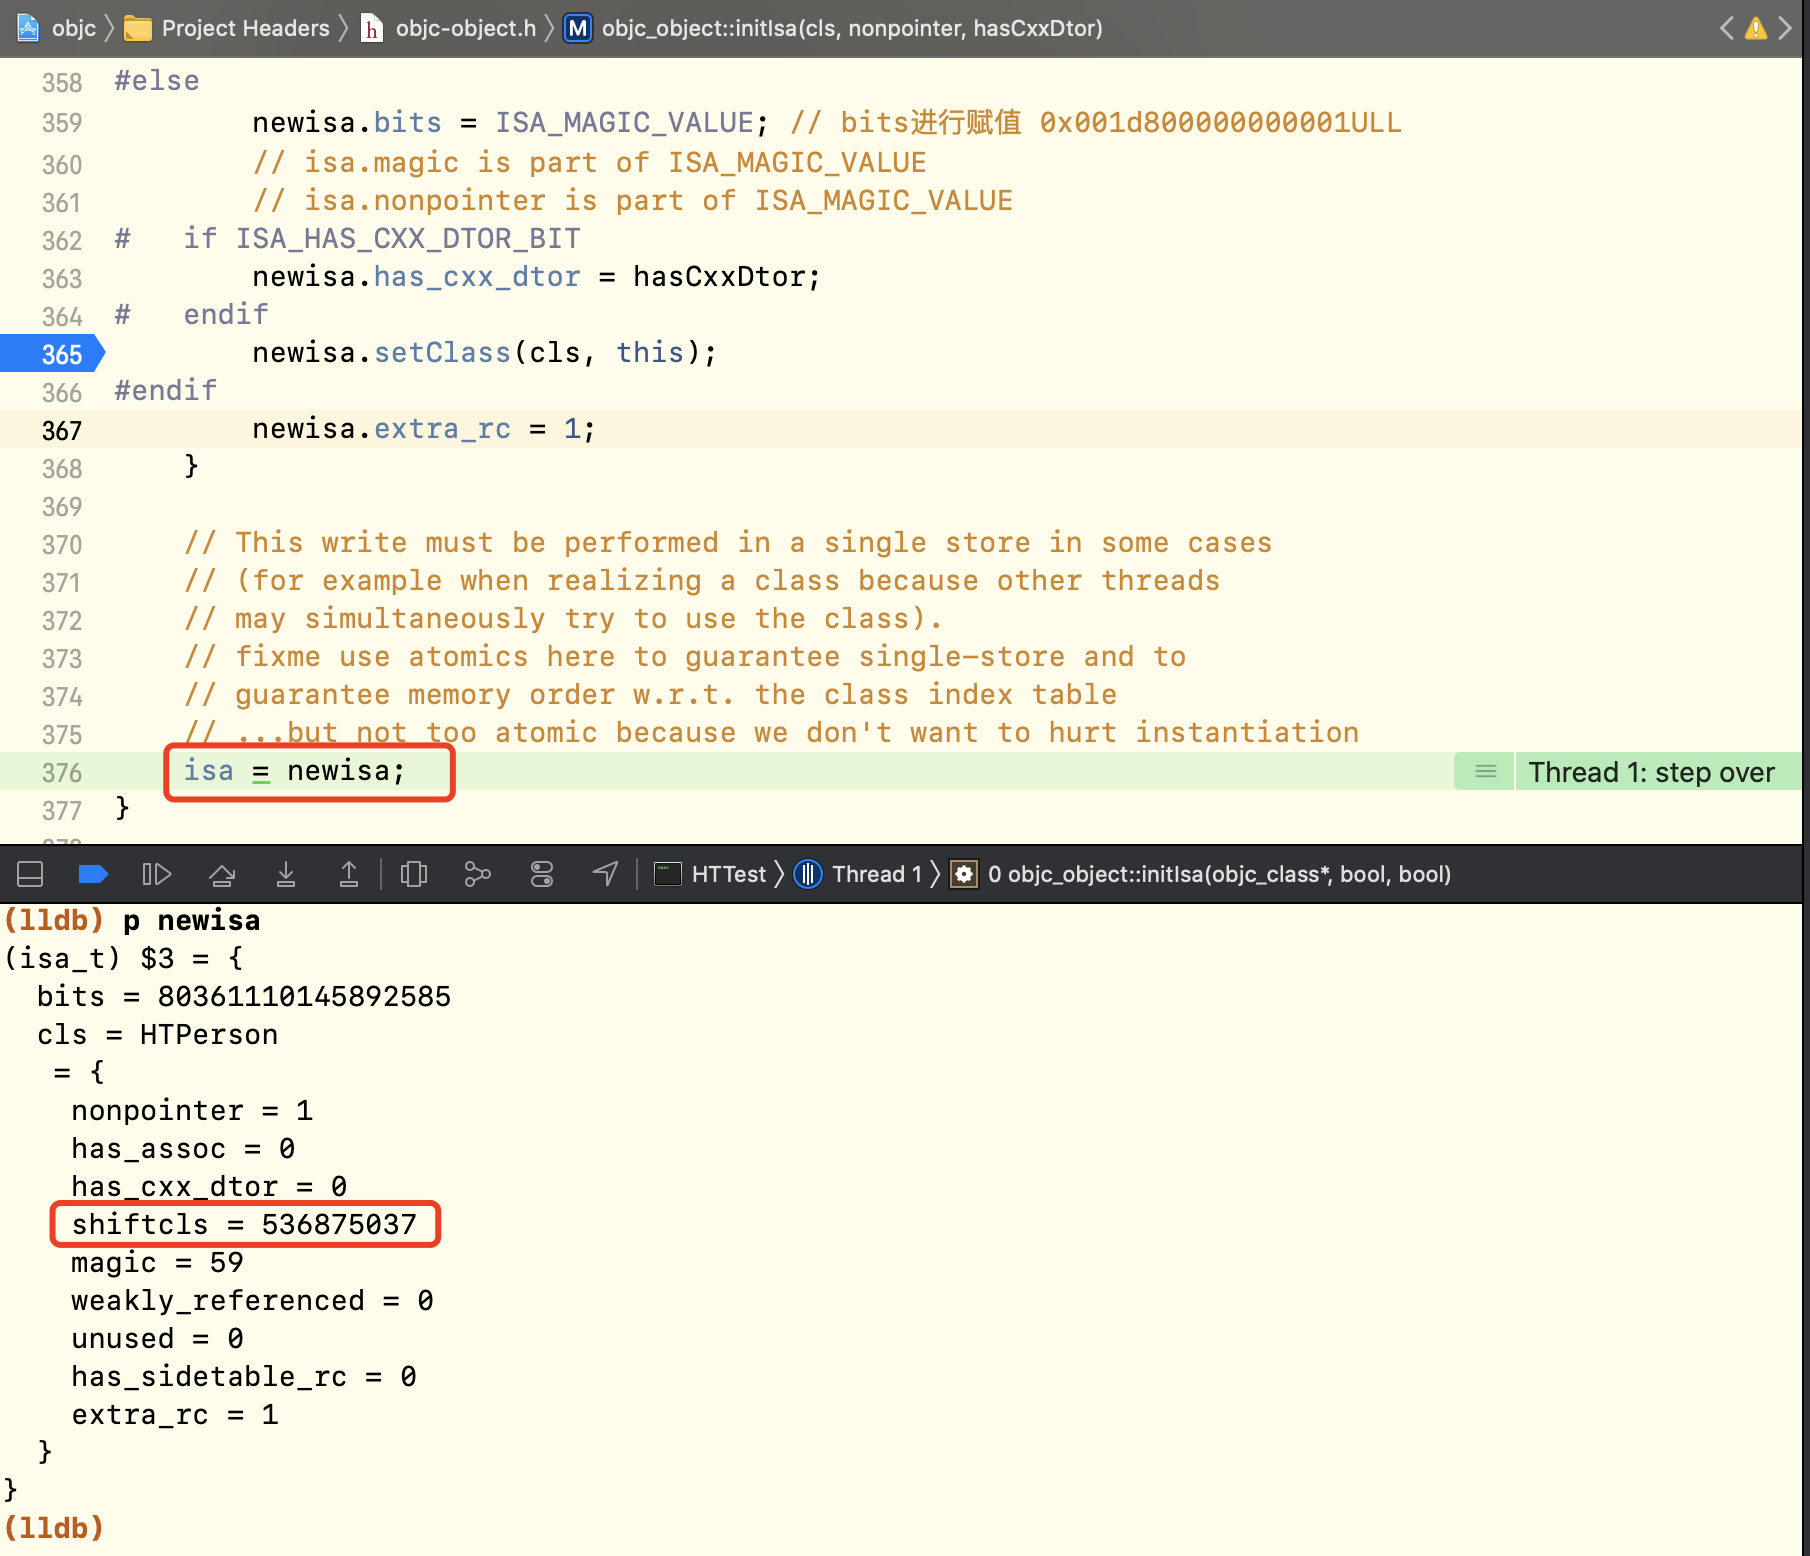 objc 〉 Project Headers 〉 h objc-object.h 〉 M objc_object::initIsa(cls, nonpointer, hasCxxDtor)
358 #else
359 newisa.bits = ISA_MAGIC_VALUE; // bits进行赋值 0x001d800000000001ULL
360 // isa.magic is part of ISA_MAGIC_VALUE
361 // isa.nonpointer is part of ISA_MAGIC_VALUE
362 # if ISA_HAS_CXX_DTOR_BIT
363 newisa.has_cxx_dtor = hasCxxDtor;
364 # endif
365 newisa.setClass(cls, this);
366 #endif
367 newisa.extra_rc = 1;
368 }
369
370 // This write must be performed in a single store in some cases
371 // (for example when realizing a class because other threads
372 // may simultaneously try to use the class).
373 // fixme use atomics here to guarantee single-store and to
374 // guarantee memory order w.r.t. the class index table
375 // ...but not too atomic because we don't want to hurt instantiation
376 isa = newisa; Thread 1: step over
377 }
HTTest 〉 Thread 1 〉 0 objc_object::initIsa(objc_class*, bool, bool)
(lldb) p newisa
(isa_t) $3 = {
bits = 80361110145892585
cls = HTPerson
= {
nonpointer = 1
has_assoc = 0
has_cxx_dtor = 0
shiftcls = 536875037
magic = 59
weakly_referenced = 0
unused = 0
has_sidetable_rc = 0
extra_rc = 1
}
}
(lldb)